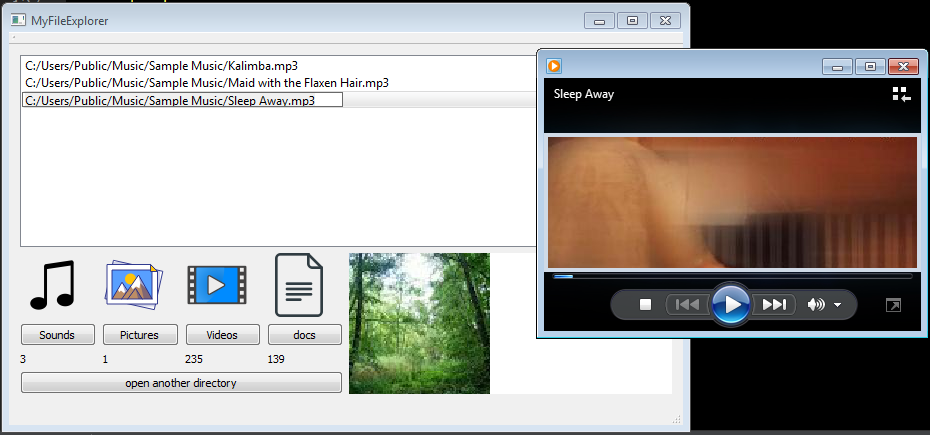 MyFileExplorer
C:/Users/Public/Music/Sample Music/Kalimba.mp3
C:/Users/Public/Music/Sample Music/Maid with the Flaxen Hair.mp3
C:/Users/Public/Music/Sample Music/Sleep Away.mp3
Sleep Away
Sounds
Pictures
Videos
docs
3
1
235
139
open another directory